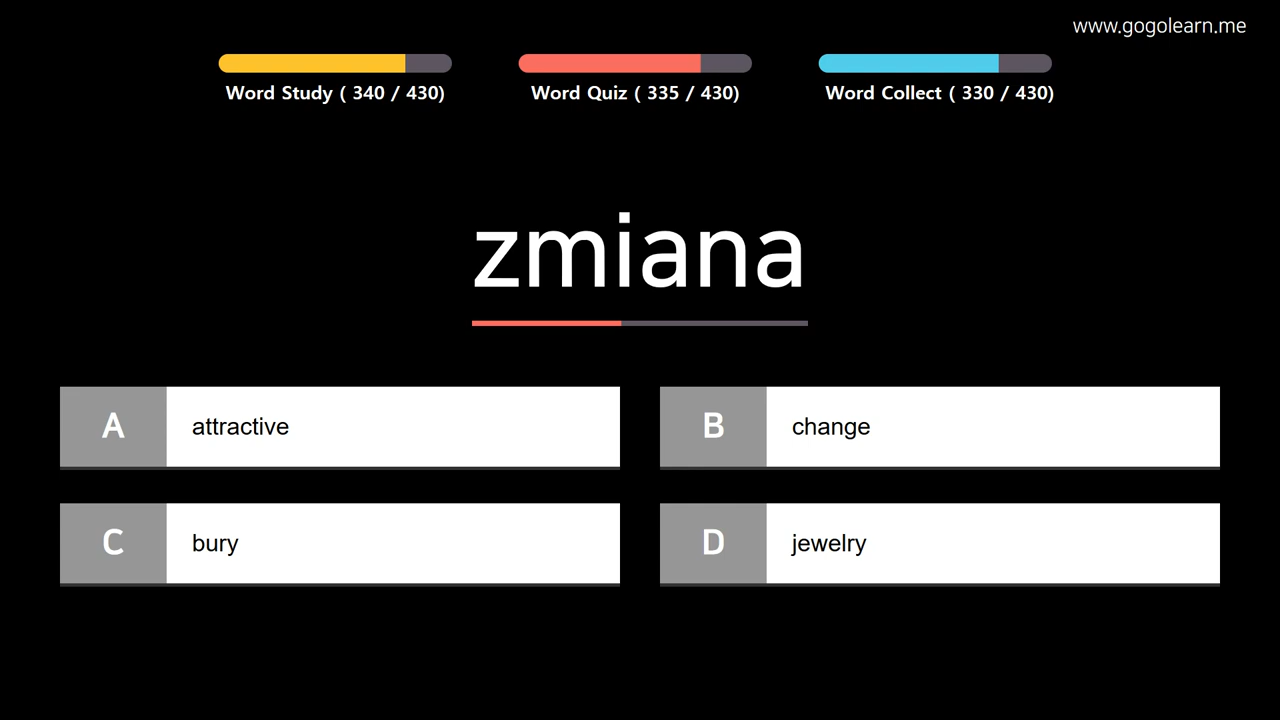 www.gogolearn.me
Word Study ( 340 / 430)
Word Quiz ( 335 / 430)
Word Collect ( 330 / 430)
zmiana
A attractive
B change
C bury
D jewelry